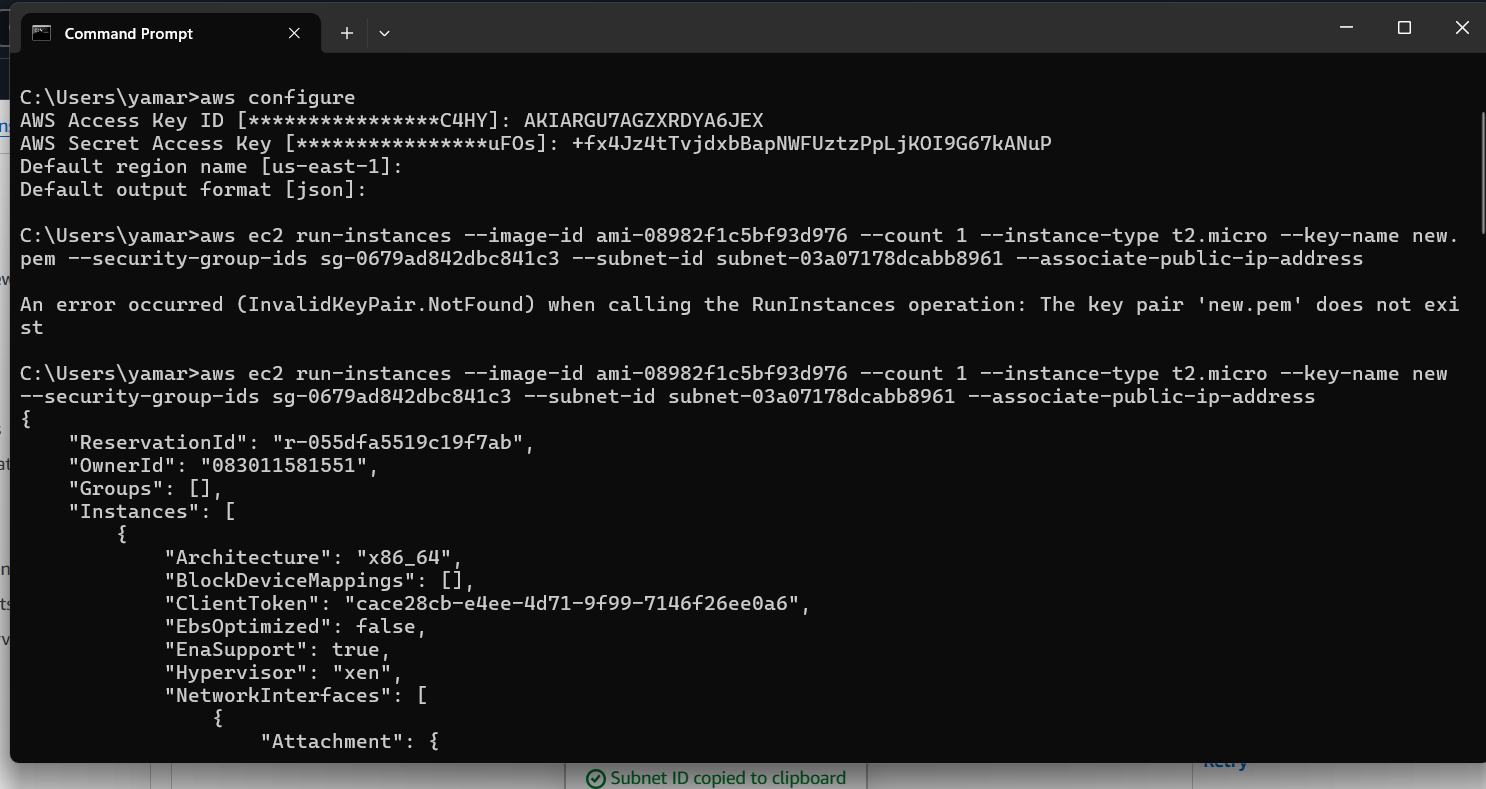 Command Prompt
C:\Users\yamar>aws configure
AWS Access Key ID [****************C4HY]: AKIARGU7AGZXRDYA6JEX
AWS Secret Access Key [****************uFOs]: 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
Default region name [us-east-1]:
Default output format [json]:
C:\Users\yamar>aws ec2 run-instances --image-id ami-08982f1c5bf93d976 --count 1 --instance-type t2.micro --key-name new.
pem --security-group-ids sg-0679ad842dbc841c3 --subnet-id subnet-03a07178dcabb8961 --associate-public-ip-address
An error occurred (InvalidKeyPair.NotFound) when calling the RunInstances operation: The key pair 'new.pem' does not exi
st
C:\Users\yamar>aws ec2 run-instances --image-id ami-08982f1c5bf93d976 --count 1 --instance-type t2.micro --key-name new
--security-group-ids sg-0679ad842dbc841c3 --subnet-id subnet-03a07178dcabb8961 --associate-public-ip-address
{
"ReservationId": "r-055dfa5519c19f7ab",
"OwnerId": "083011581551",
"Groups": [],
"Instances": [
{
"Architecture": "x86_64",
"BlockDeviceMappings": [],
"ClientToken": "cace28cb-e4ee-4d71-9f99-7146f26ee0a6",
"EbsOptimized": false,
"EnaSupport": true,
"Hypervisor": "xen",
"NetworkInterfaces": [
{
"Attachment": {
Retry
Subnet ID copied to clipboard